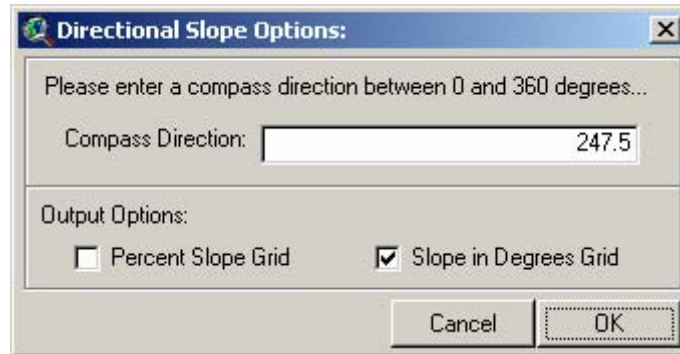 Directional Slope Options:
Please enter a compass direction between 0 and 360 degrees...
Compass Direction: 247.5
Output Options:
Percent Slope Grid Slope in Degrees Grid
Cancel OK